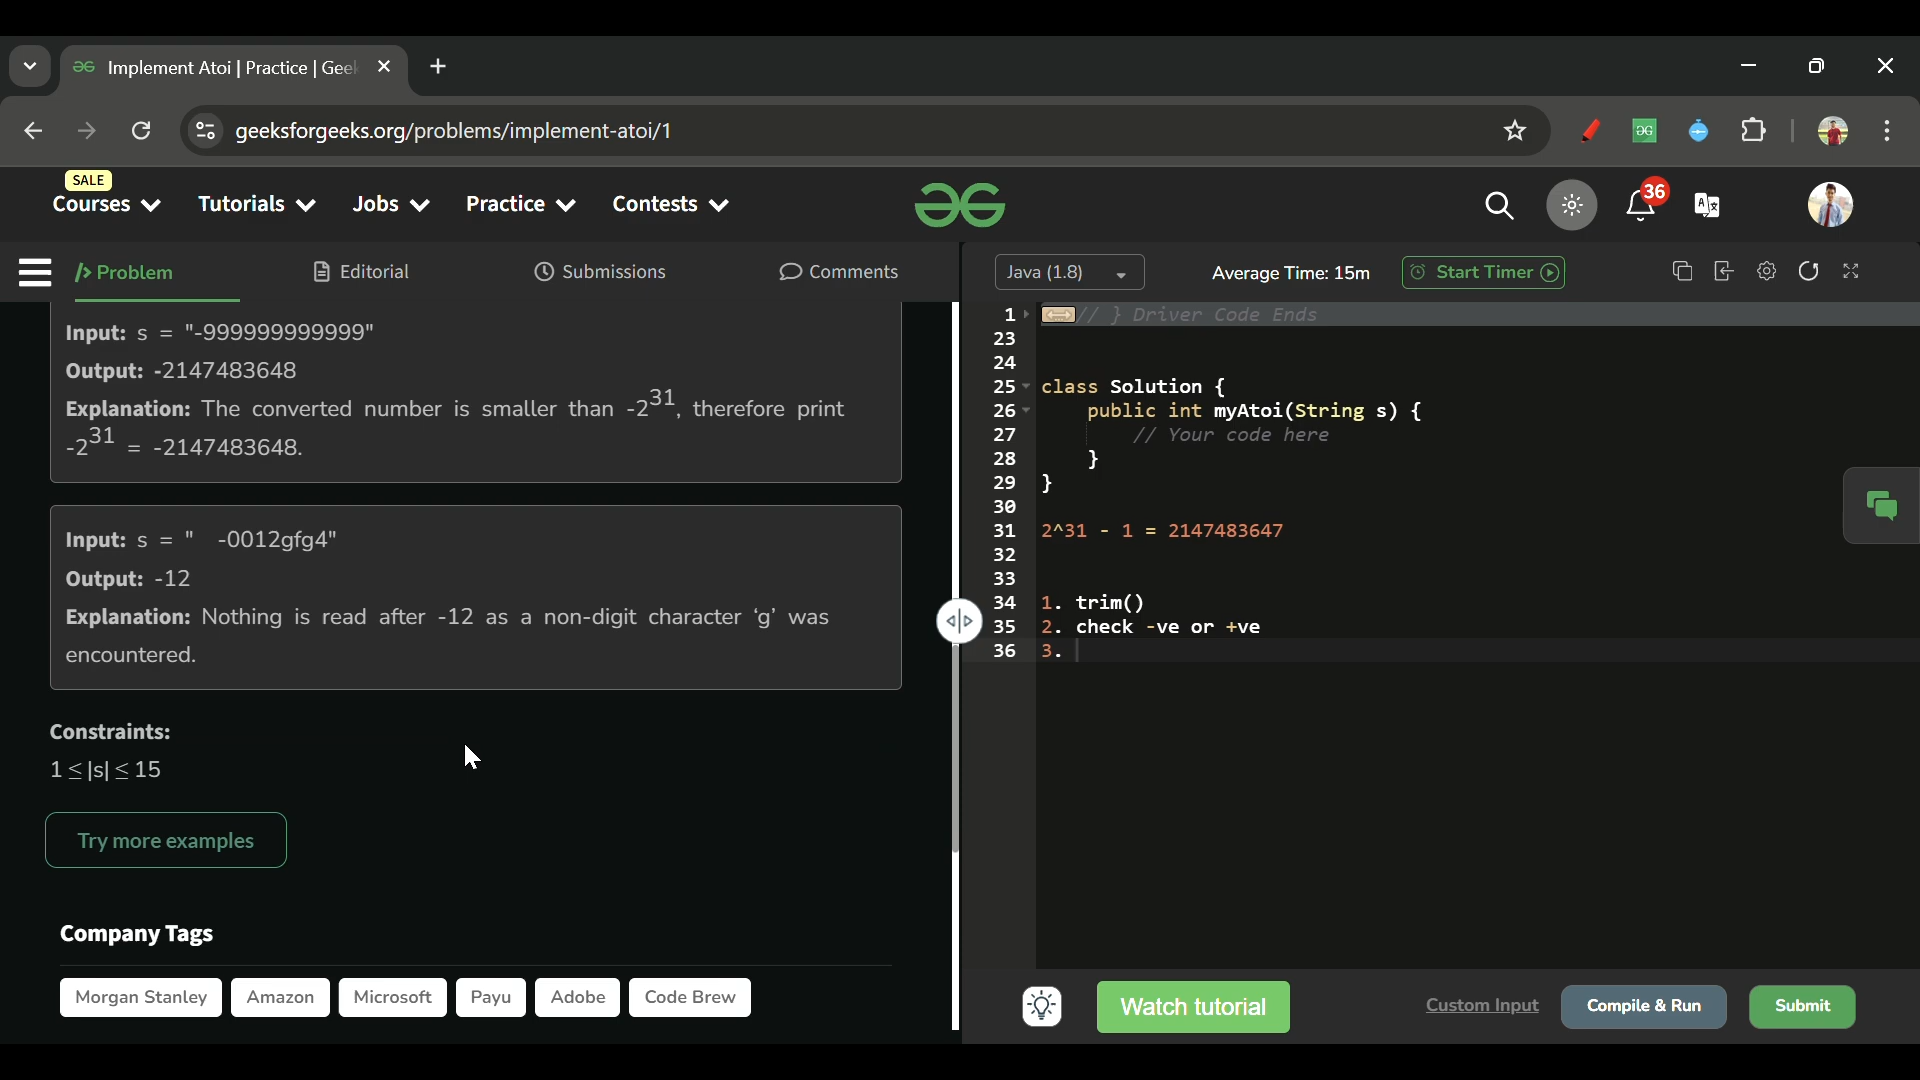 Implement Atoi | Practice | Geek
geeksforgeeks.org/problems/implement-atoi/1
SALE
Courses Tutorials Jobs Practice Contests
36
Problem Editorial Submissions Comments
Java (1.8) Average Time: 15m Start Timer
Input: s = "-999999999999"
Output: -2147483648
Explanation: The converted number is smaller than -2^31, therefore print
-2^31 = -2147483648.
Input: s = "   -0012gfg4"
Output: -12
Explanation: Nothing is read after -12 as a non-digit character ‘g’ was
encountered.
Constraints:
1 ≤ |s| ≤ 15
Try more examples
Company Tags
Morgan Stanley Amazon Microsoft Payu Adobe Code Brew
1 // } Driver Code Ends
23
24
25 class Solution {
26     public int myAtoi(String s) {
27         // Your code here
28     }
29 }
30
31 2^31 - 1 = 2147483647
32
33
34 1. trim()
35 2. check -ve or +ve
36 3.
Watch tutorial Custom Input Compile & Run Submit